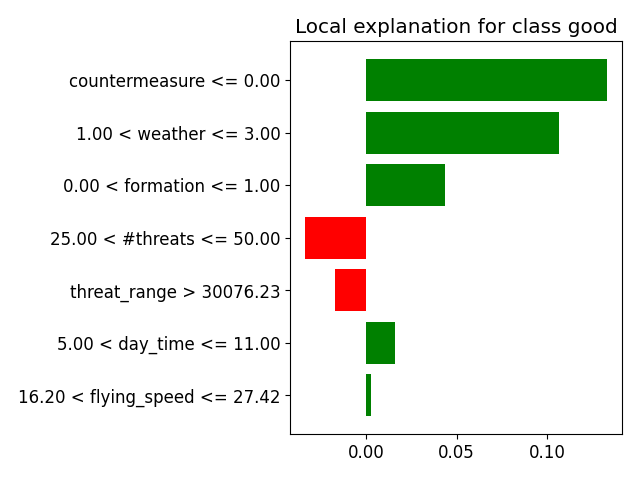 Local explanation for class good
countermeasure <= 0.00
1.00 < weather <= 3.00
0.00 < formation <= 1.00
25.00 < #threats <= 50.00
threat_range > 30076.23
5.00 < day_time <= 11.00
16.20 < flying_speed <= 27.42
0.00 0.05 0.10